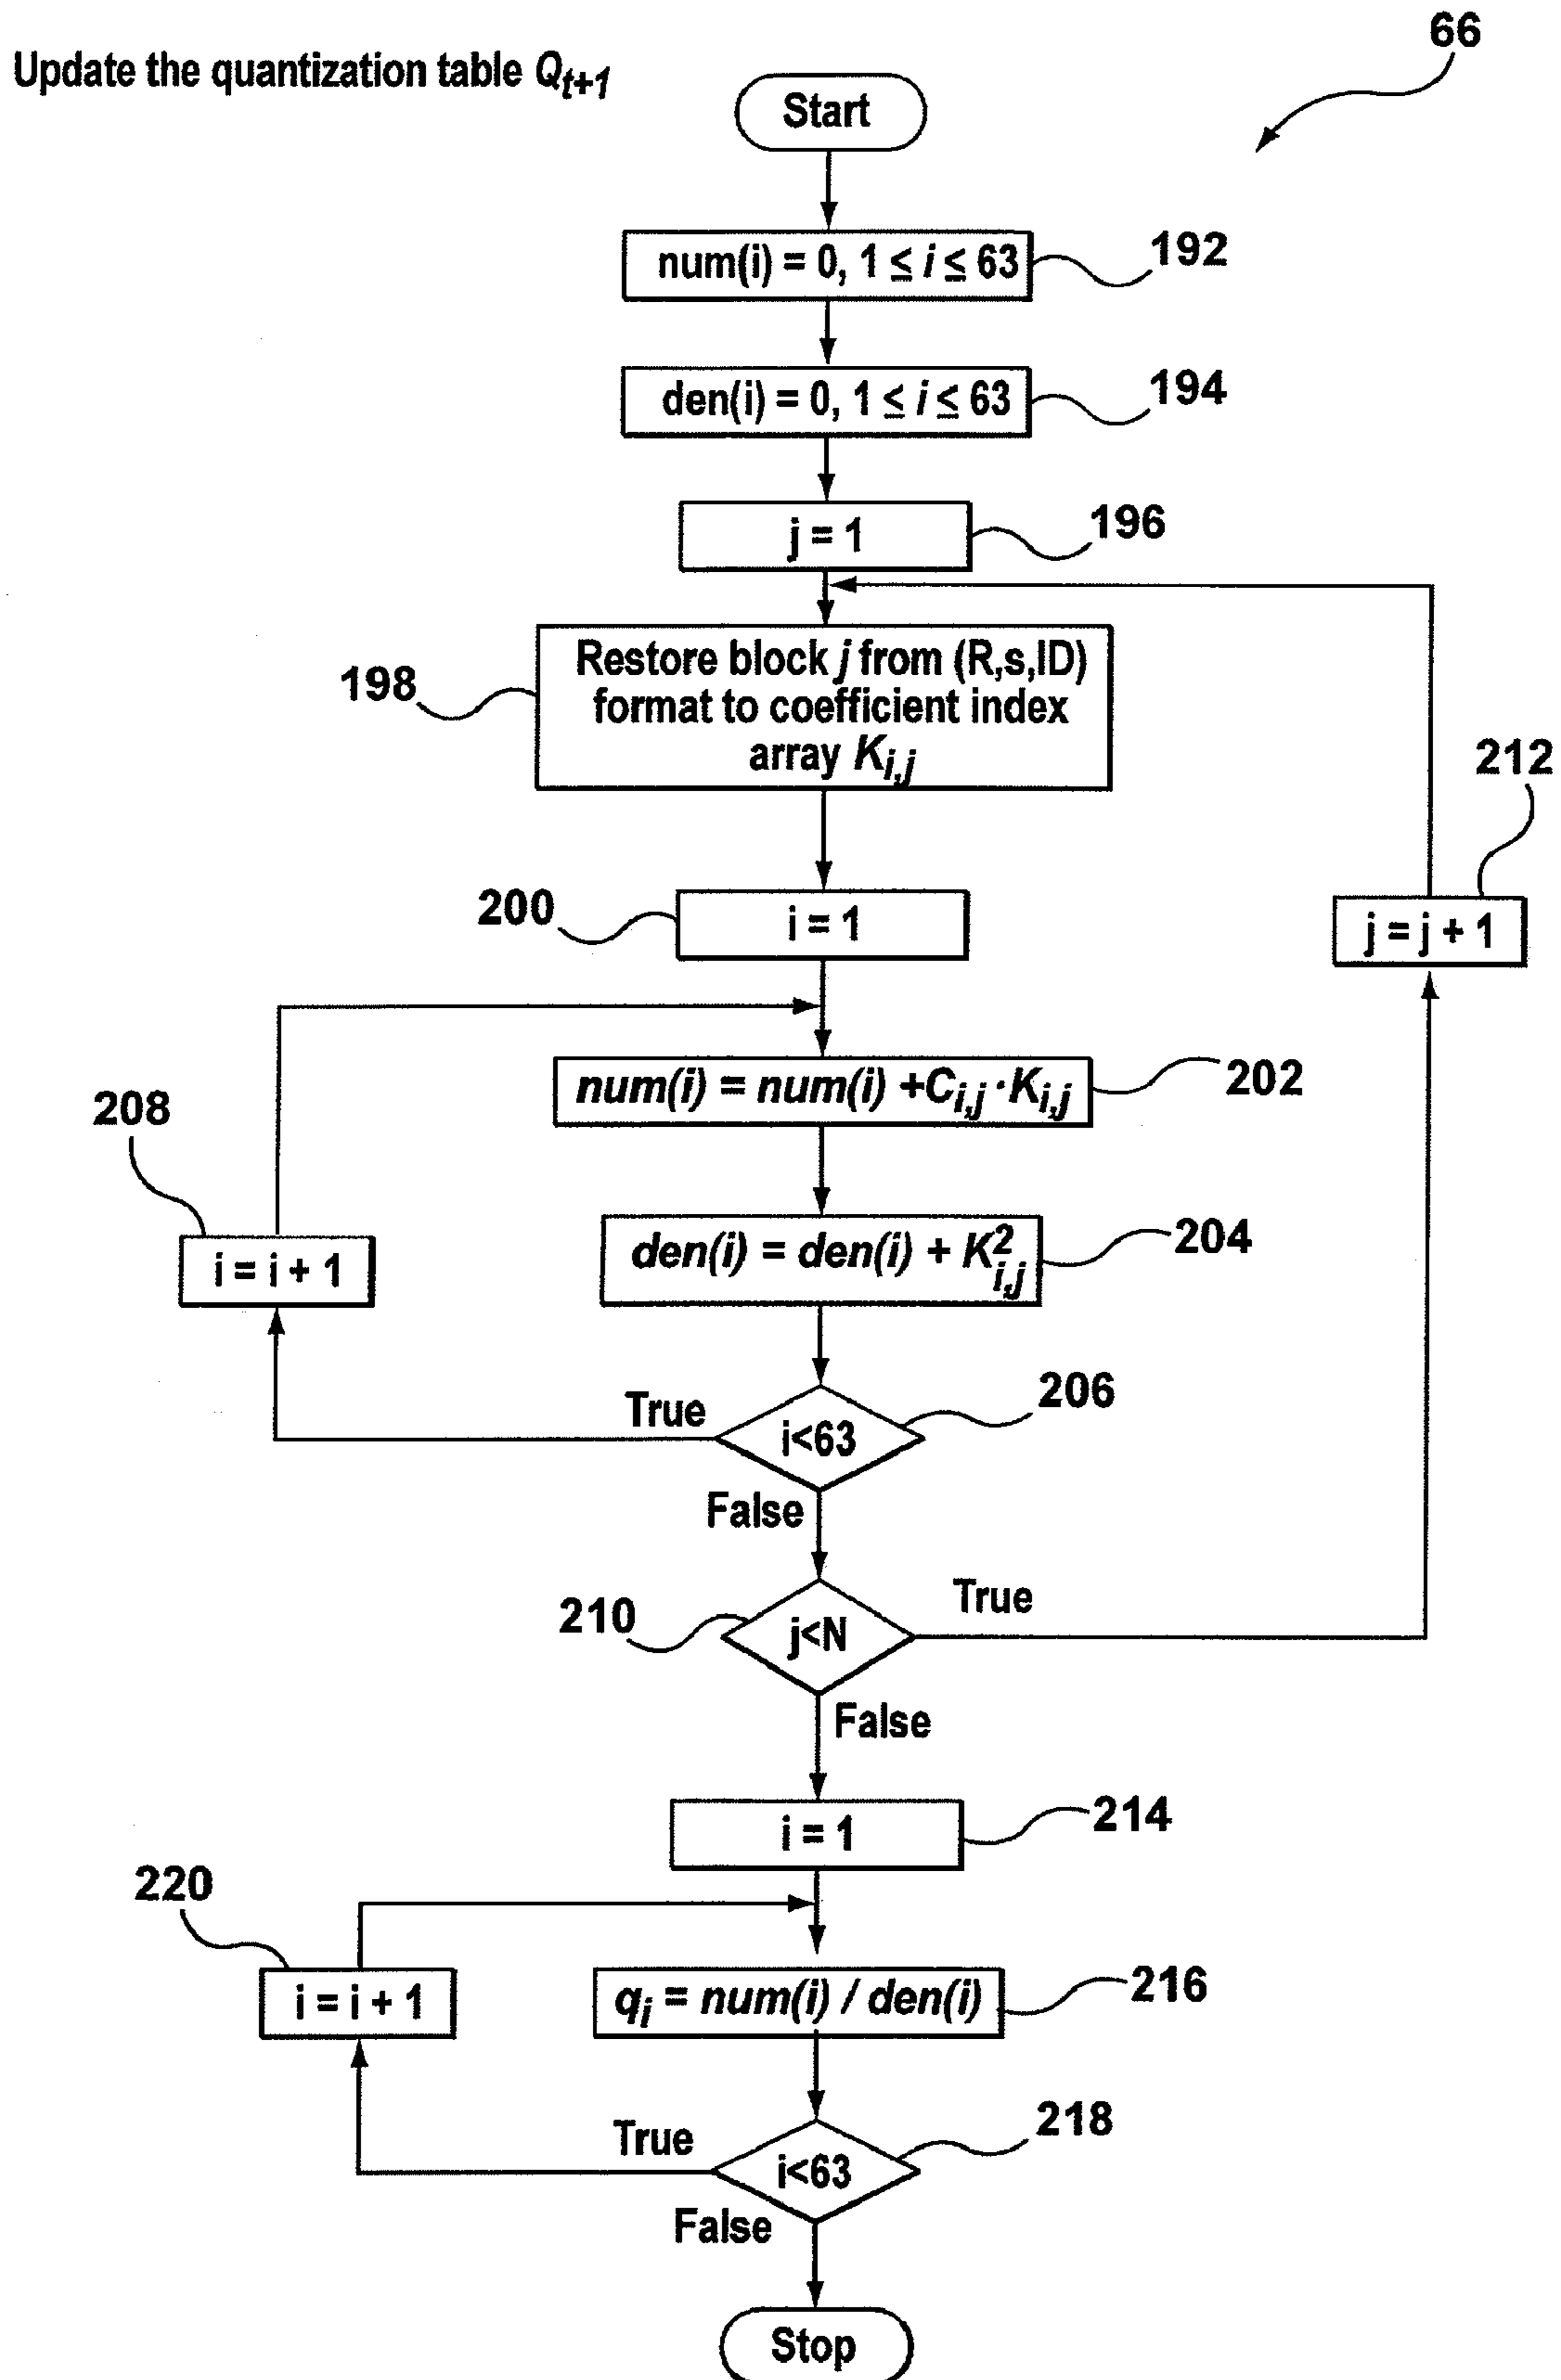 66
Update the quantization table Qt+1
Start
num(i) = 0, 1 ≤ i ≤ 63
192
den(i) = 0, 1 ≤ i ≤ 63
194
j = 1
196
198
Restore block j from (R,s,ID)
format to coefficient index
array Ki,j
212
200
i = 1
j = j + 1
num(i) = num(i) +Ci,j · Ki,j
202
208
den(i) = den(i) + K²i,j
204
i = i + 1
True
i<63
206
False
210
j<N
True
False
i = 1
214
220
i = i + 1
qi = num(i) / den(i)
216
True
i<63
218
False
Stop